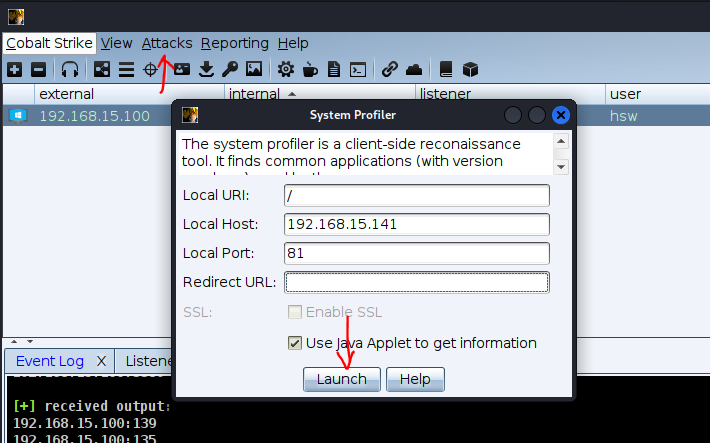 Cobalt Strike View Attacks Reporting Help
external internal listener user
192.168.15.100 hsw
System Profiler
The system profiler is a client-side reconaissance
tool. It finds common applications (with version
Local URI: /
Local Host: 192.168.15.141
Local Port: 81
Redirect URL:
SSL: Enable SSL
Use Java Applet to get information
Launch Help
Event Log X Listene
[+] received output:
192.168.15.100:139
192.168.15.100:135